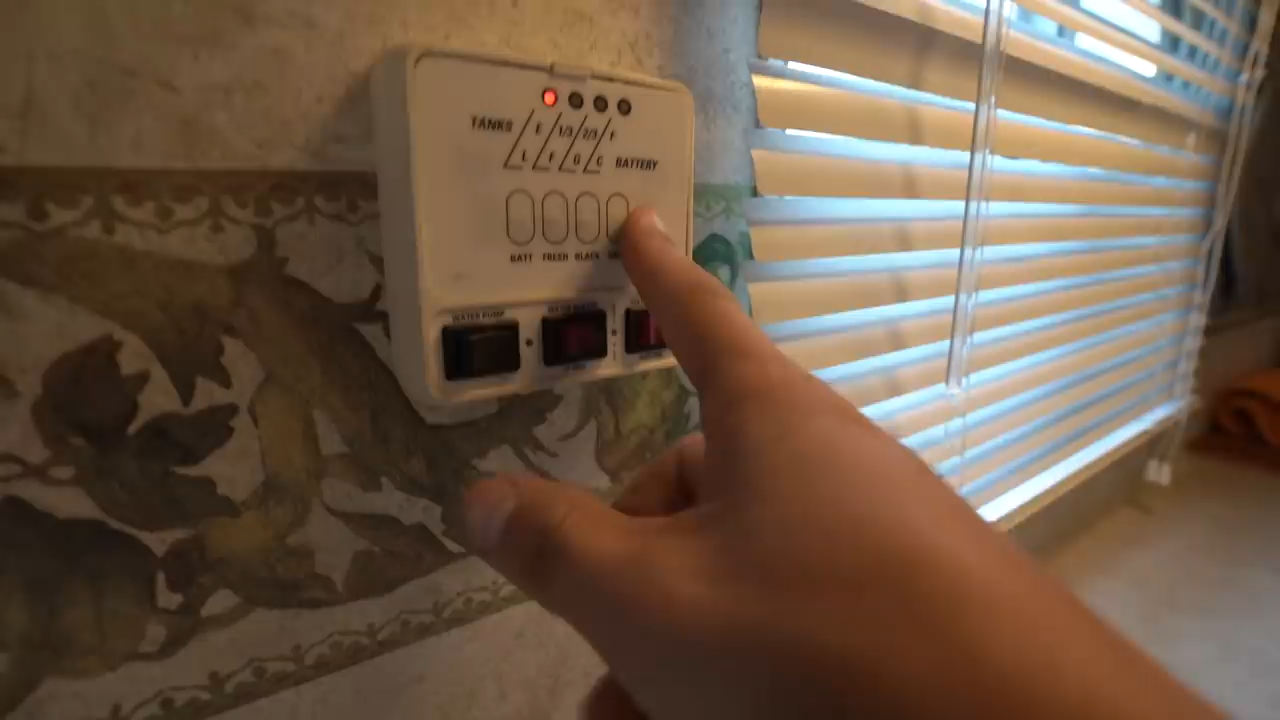 TANKS E 1/3 2/3 F
L F G C BATTERY
BATT FRESH BLACK
WATER PUMP